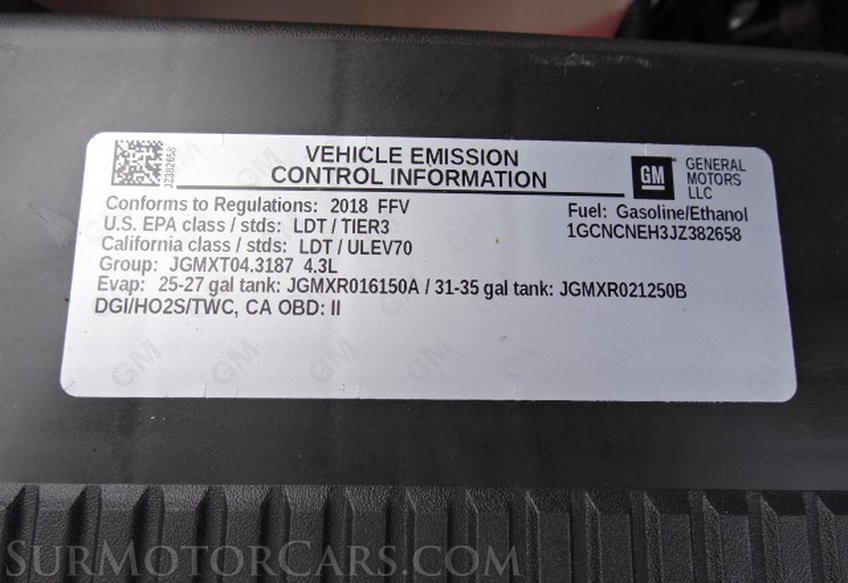 JZ382658
VEHICLE EMISSION
CONTROL INFORMATION
GM
GENERAL
MOTORS
LLC
Conforms to Regulations: 2018 FFV
U.S. EPA class / stds: LDT / TIER3
California class / stds: LDT / ULEV70
Group: JGMXT04.3187 4.3L
Evap: 25-27 gal tank: JGMXR016150A / 31-35 gal tank: JGMXR021250B
DGI/HO2S/TWC, CA OBD: II
Fuel: Gasoline/Ethanol
1GCNCNEH3JZ382658
SURMOTORCARS.COM